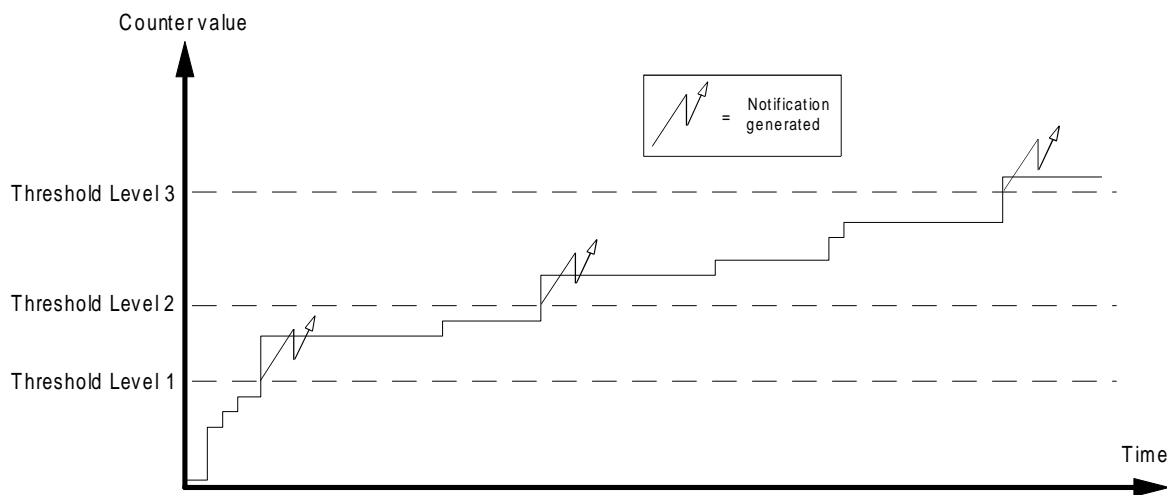 Counter value
Notification
=
generated
Threshold Level 3
Threshold Level 2
Threshold Level 1
Time